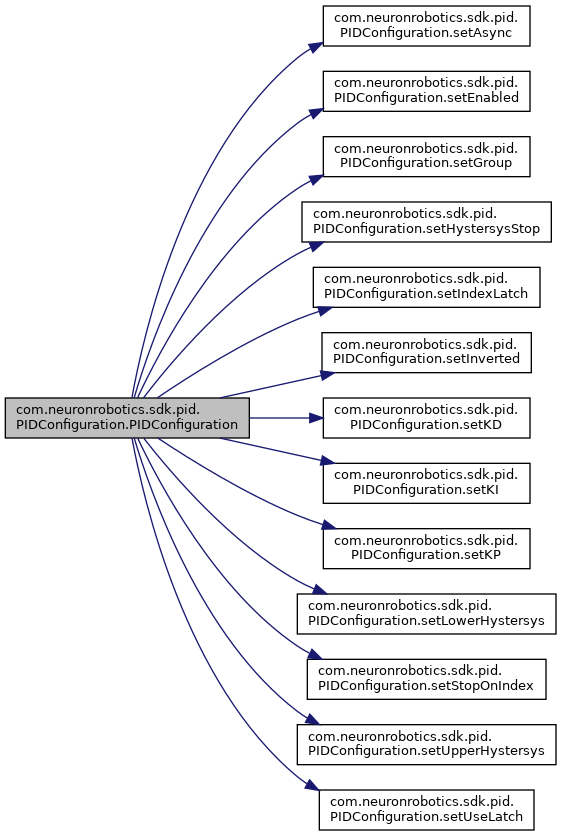 com.neuronrobotics.sdk.pid.
PIDConfiguration.setAsync
com.neuronrobotics.sdk.pid.
PIDConfiguration.setEnabled
com.neuronrobotics.sdk.pid.
PIDConfiguration.setGroup
com.neuronrobotics.sdk.pid.
PIDConfiguration.setHystersysStop
com.neuronrobotics.sdk.pid.
PIDConfiguration.setIndexLatch
com.neuronrobotics.sdk.pid.
PIDConfiguration.setInverted
com.neuronrobotics.sdk.pid.
PIDConfiguration.PIDConfiguration
com.neuronrobotics.sdk.pid.
PIDConfiguration.setKD
com.neuronrobotics.sdk.pid.
PIDConfiguration.setKI
com.neuronrobotics.sdk.pid.
PIDConfiguration.setKP
com.neuronrobotics.sdk.pid.
PIDConfiguration.setLowerHystersys
com.neuronrobotics.sdk.pid.
PIDConfiguration.setStopOnIndex
com.neuronrobotics.sdk.pid.
PIDConfiguration.setUpperHystersys
com.neuronrobotics.sdk.pid.
PIDConfiguration.setUseLatch